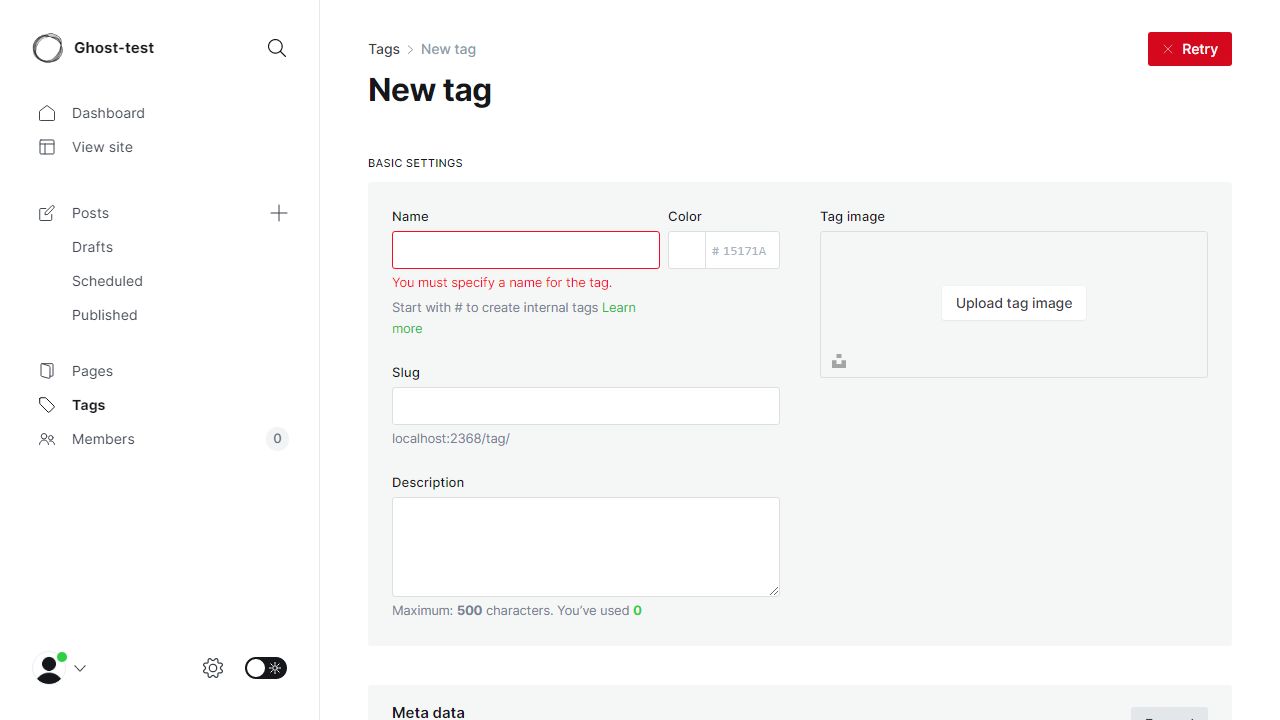 Ghost-test
Dashboard
View site
Posts
Drafts
Scheduled
Published
Pages
Tags
Members
0
Tags
New tag
Retry
New tag
BASIC SETTINGS
Name
You must specify a name for the tag.
Start with # to create internal tags Learn
more
Color
# 15171A
Slug
localhost:2368/tag/
Description
Maximum: 500 characters. You’ve used 0
Tag image
Upload tag image
Meta data